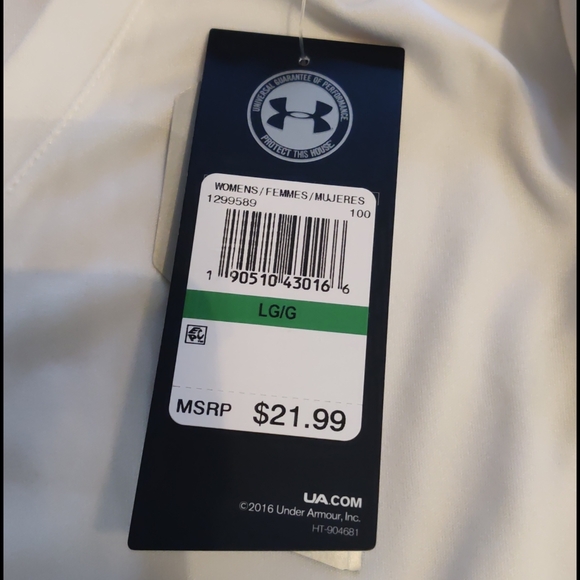 UNIVERSAL GUARANTEE OF PERFORMANCE
PROTECT THIS HOUSE
WOMENS/FEMMES/MUJERES
1299589 100
1 90510 43016 6
LG/G
MSRP $21.99
UA.COM
©2016 Under Armour, Inc.
HT-904681